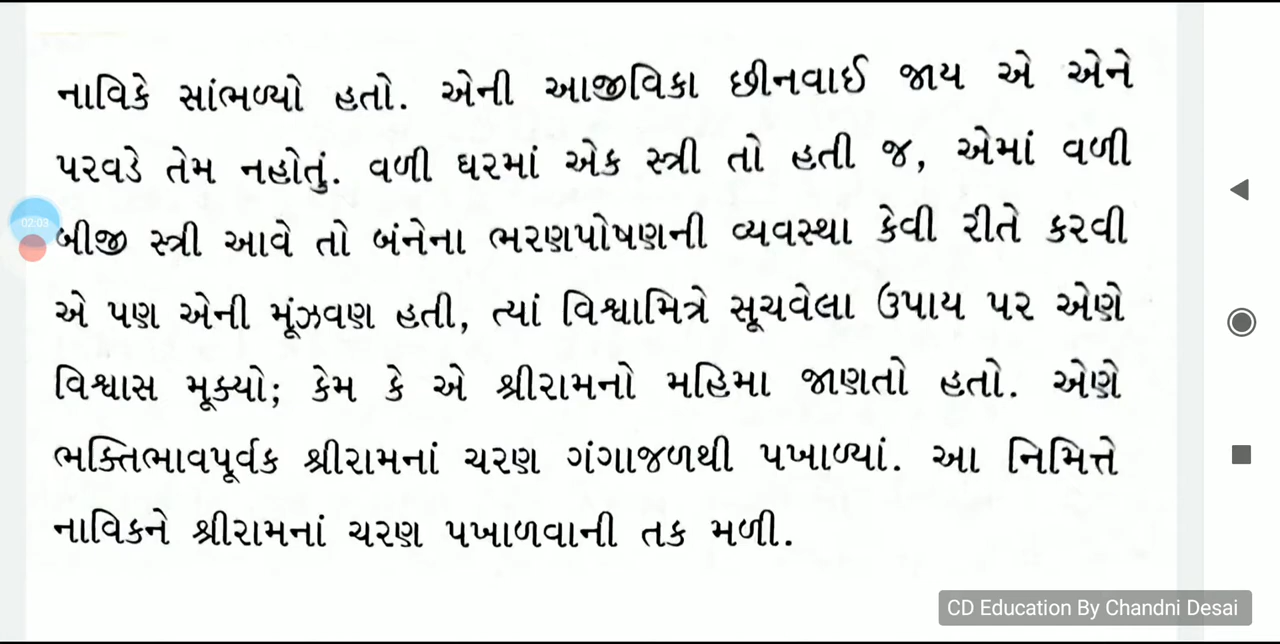 નાવિકે સાંભળ્યો હતો. એની આજીવિકા છીનવાઈ જાય એ એને
પરવડે તેમ નહોતું. વળી ઘરમાં એક સ્ત્રી તો હતી જ, એમાં વળી
02:03
બીજી સ્ત્રી આવે તો બંનેના ભરણપોષણની વ્યવસ્થા કેવી રીતે કરવી
એ પણ એની મૂંઝવણ હતી, ત્યાં વિશ્વામિત્રે સૂચવેલા ઉપાય પર એણે
વિશ્વાસ મૂક્યો; કેમ કે એ શ્રીરામનો મહિમા જાણતો હતો. એણે
ભક્તિભાવપૂર્વક શ્રીરામનાં ચરણ ગંગાજળથી પખાળ્યાં. આ નિમિત્તે
નાવિકને શ્રીરામનાં ચરણ પખાળવાની તક મળી.
CD Education By Chandni Desai